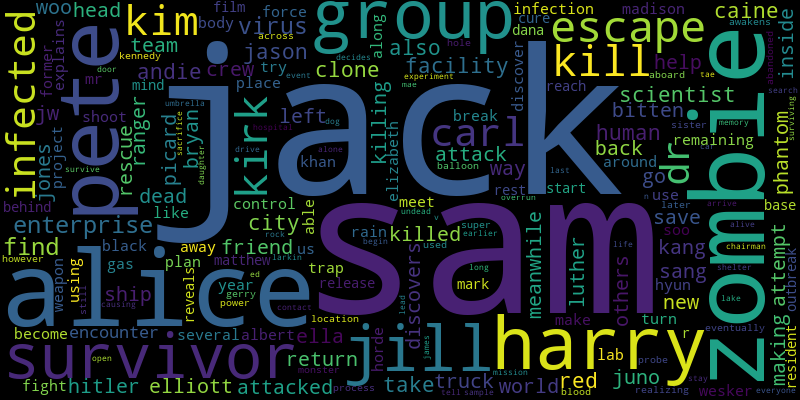 woo head film force infection madison caine
kim virus group escape
former explains body across cure dana awakens inside
team jason along also hole kill
mr door andie crew try clone facility discover help
kennedy decides abandoned
infected pete mind place event reach aboard tae search
jw shoot left kirk killing experiment mae bitten scientist
project umbrella bryan break carl human sister memory
jones rescue ranger picard sacrifice hospital dog jack attack back remaining
survive daughter khan elizabeth balloon way around car phantom
behind dead drive alone rest start last go dr zombie
enterprise like control able meet undead v overrun use n later arrive base
find city rock killed super earlier save soo alive
however black away friend us rain begin used sam meanwhile kang chairman
weapon gas plan matthew trap life shelter
alice using reveals year ed larkin release mark long luther others sang hyun lake outbreak
still ship gerry power contact discovers new attempt
causing location lead make turn eventually
become encounter several albert ella jill james harry r making
survivor open return horde lab probe resident
fight hitler elliott attacked monster process take truck mission world red blood juno realizing stay wesker everyone
tell sample